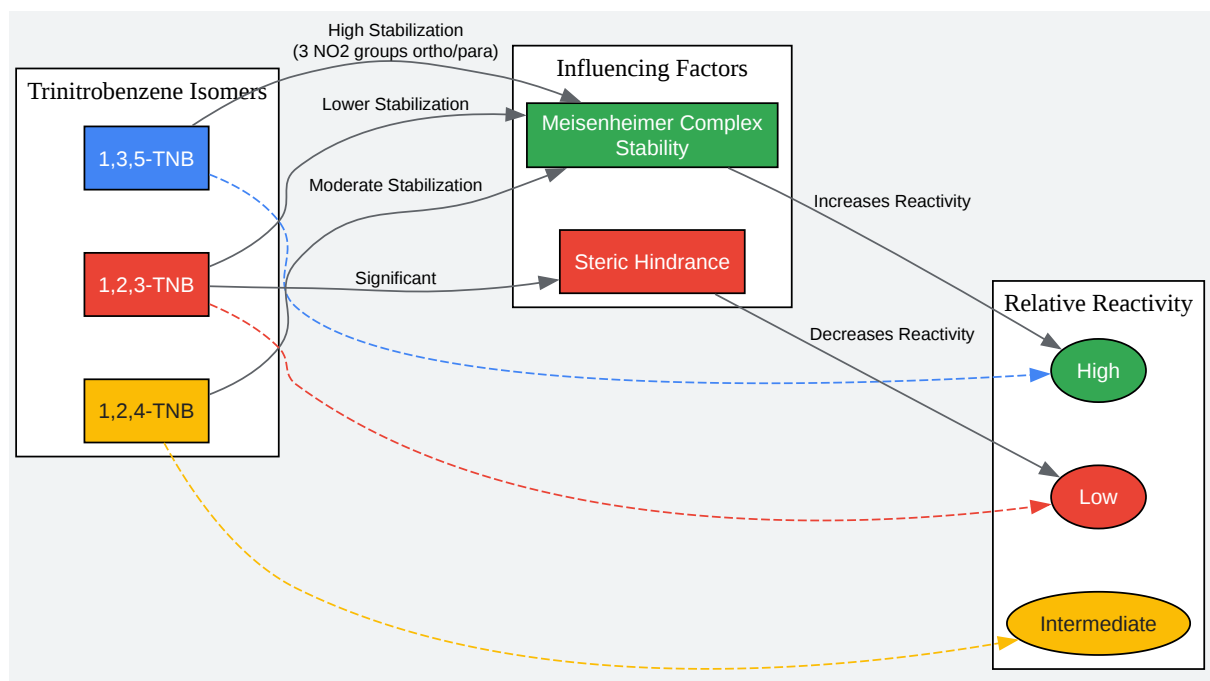 High Stabilization
(3 NO2 groups ortho/para)
Trinitrobenzene Isomers
Influencing Factors
Lower Stabilization
Meisenheimer Complex
Stability
1,3,5-TNB
Moderate Stabilization
Increases Reactivity
1,2,3-TNB
Significant
Steric Hindrance
Relative Reactivity
Decreases Reactivity
High
1,2,4-TNB
Low
Intermediate